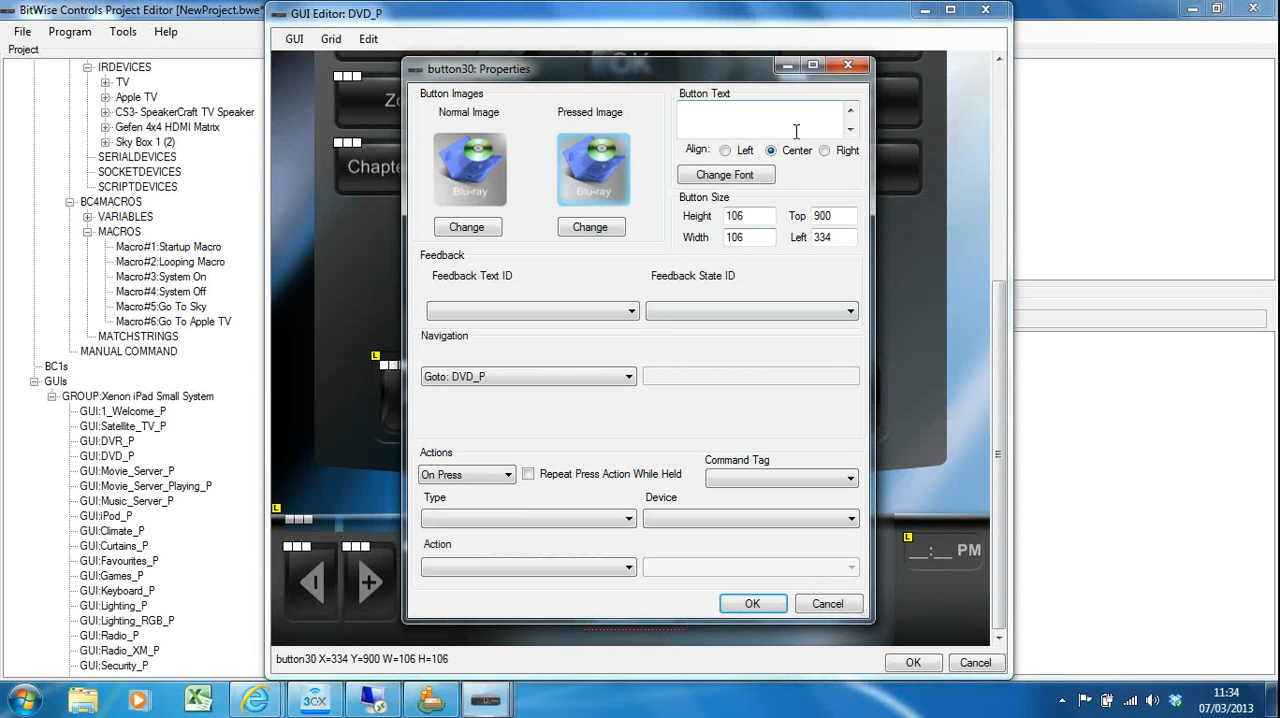 BitWise Controls Project Editor [NewProject.bwe*
File Program Tools Help
Project
IRDEVICES
TV
Apple TV
CS3- SpeakerCraft TV Speaker
Gefen 4x4 HDMI Matrix
Sky Box 1 (2)
SERIALDEVICES
SOCKETDEVICES
SCRIPTDEVICES
BC4MACROS
VARIABLES
MACROS
Macro#1:Startup Macro
Macro#2:Looping Macro
Macro#3:System On
Macro#4:System Off
Macro#5:Go To Sky
Macro#6:Go To Apple TV
MATCHSTRINGS
MANUAL COMMAND
BC1s
GUIs
GROUP:Xenon iPad Small System
GUI:1_Welcome_P
GUI:Satellite_TV_P
GUI:DVR_P
GUI:DVD_P
GUI:Movie_Server_P
GUI:Movie_Server_Playing_P
GUI:Music_Server_P
GUI:iPod_P
GUI:Climate_P
GUI:Curtains_P
GUI:Favourites_P
GUI:Games_P
GUI:Keyboard_P
GUI:Lighting_P
GUI:Lighting_RGB_P
GUI:Radio_P
GUI:Radio_XM_P
GUI:Security_P
GUI Editor: DVD_P
GUI Grid Edit
OK
Chapte
L
L
L
__:__ PM
button30: Properties
Button Images
Normal Image Pressed Image
Blu-ray Blu-ray
Change Change
Button Text
Align: Left Center Right
Change Font
Button Size
Height 106 Top 900
Width 106 Left 334
Feedback
Feedback Text ID Feedback State ID
Navigation
Goto: DVD_P
Actions
On Press Repeat Press Action While Held Command Tag
Type Device
Action
OK Cancel
button30 X=334 Y=900 W=106 H=106
OK Cancel
3CX
11:34
07/03/2013